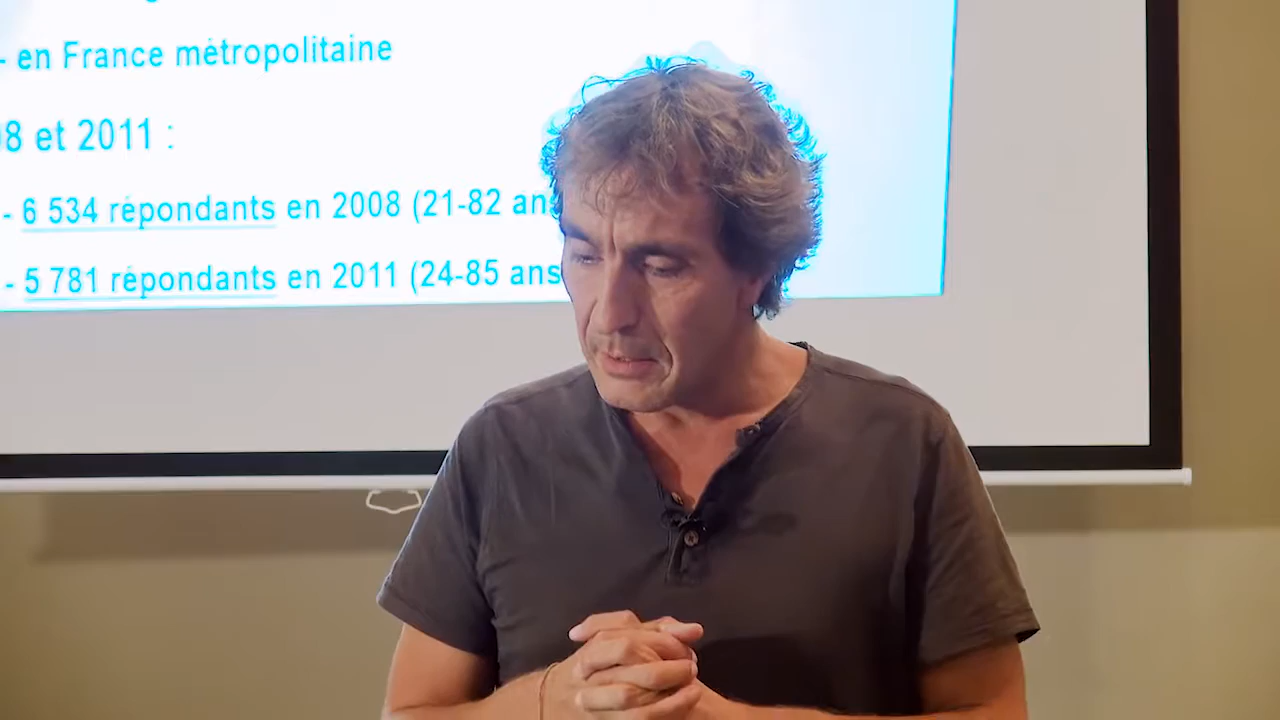 - en France métropolitaine
8 et 2011 :
- 6 534 répondants en 2008 (21-82 an
- 5 781 répondants en 2011 (24-85 ans